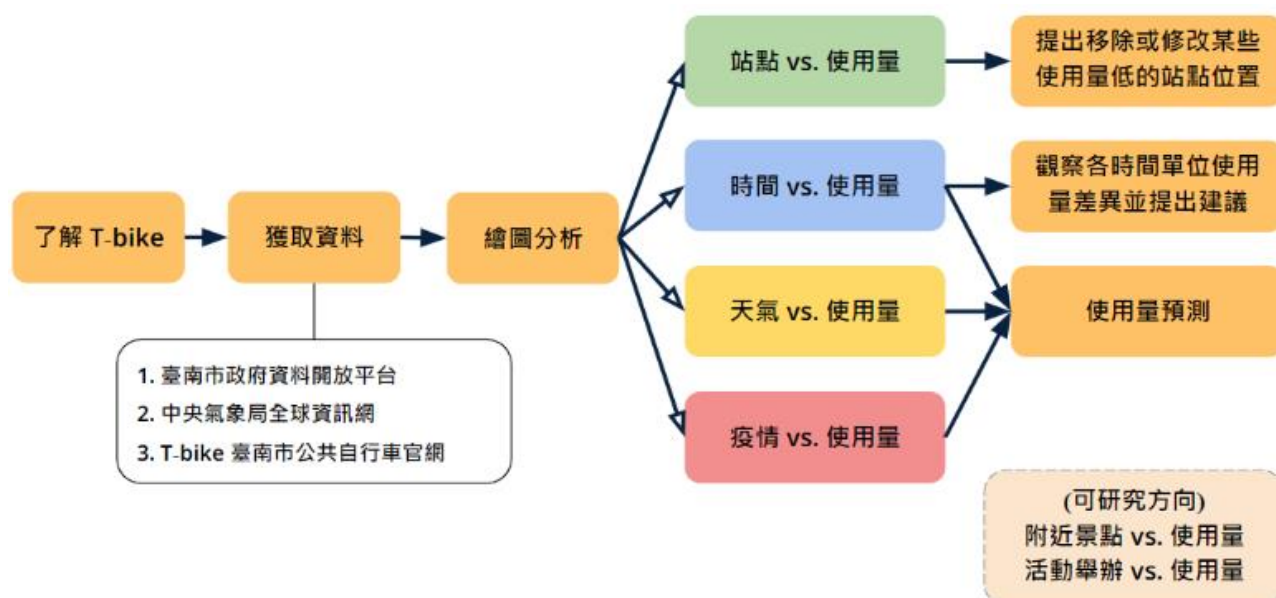 了解 T-bike
獲取資料
繪圖分析
1. 臺南市政府資料開放平台
2. 中央氣象局全球資訊網
3. T-bike 臺南市公共自行車官網
站點 vs. 使用量
時間 vs. 使用量
天氣 vs. 使用量
疫情 vs. 使用量
提出移除或修改某些
使用量低的站點位置
觀察各時間單位使用
量差異並提出建議
使用量預測
(可研究方向)
附近景點 vs. 使用量
活動舉辦 vs. 使用量